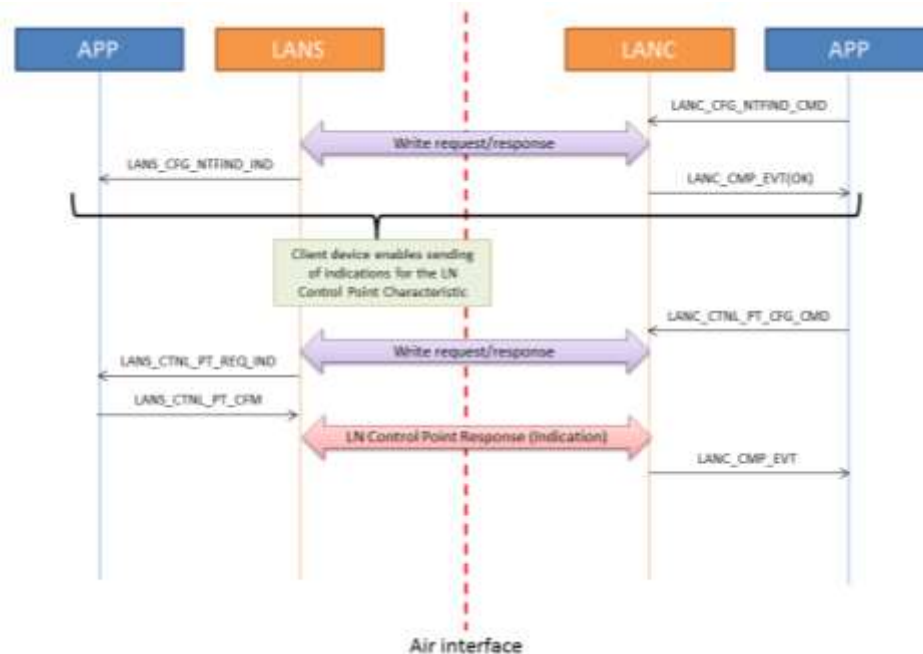 APP
LANS
LANC
APP
LANC_CFG_NTFIND_CMD
Write request/response
LANS_CFG_NTFIND_IND
LANC_CMP_EVT(OK)
Client device enables sending
of indications for the LN
Control Point Characteristic
LANC_CTNL_PT_CFG_CMD
Write request/response
LANS_CTNL_PT_REQ_IND
LANS_CTNL_PT_CFM
LN Control Point Response (Indication)
LANC_CMP_EVT
Air interface